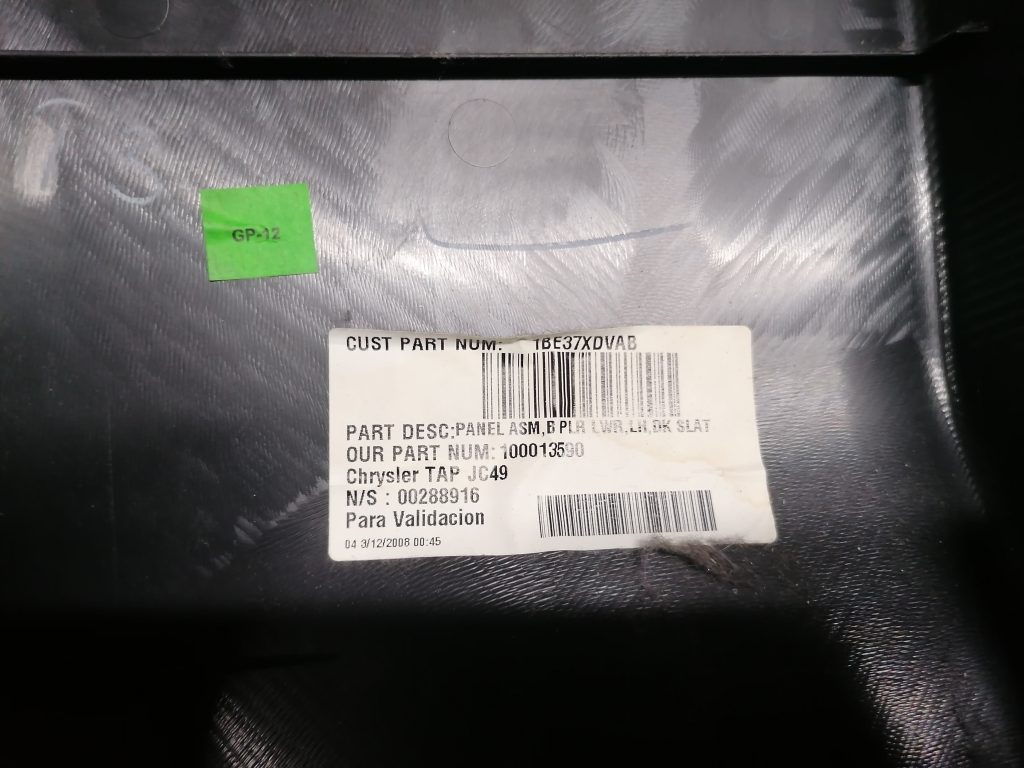 GP-12
CUST PART NUM: 1BE37XDVAB
PART DESC:PANEL ASM,B PLR LWR,LH,DK SLAT
OUR PART NUM: 100013590
Chrysler TAP JC49
N/S : 00288916
Para Validacion
04 3/12/2008 00:45